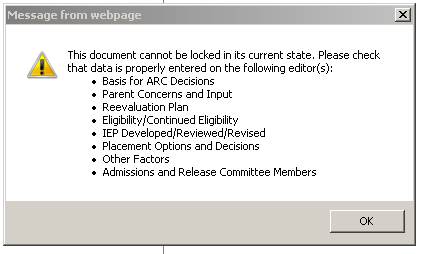 Message from webpage
This document cannot be locked in its current state. Please check
that data is properly entered on the following editor(s):
• Basis for ARC Decisions
• Parent Concerns and Input
• Reevaluation Plan
• Eligibility/Continued Eligibility
• IEP Developed/Reviewed/Revised
• Placement Options and Decisions
• Other Factors
• Admissions and Release Committee Members
OK